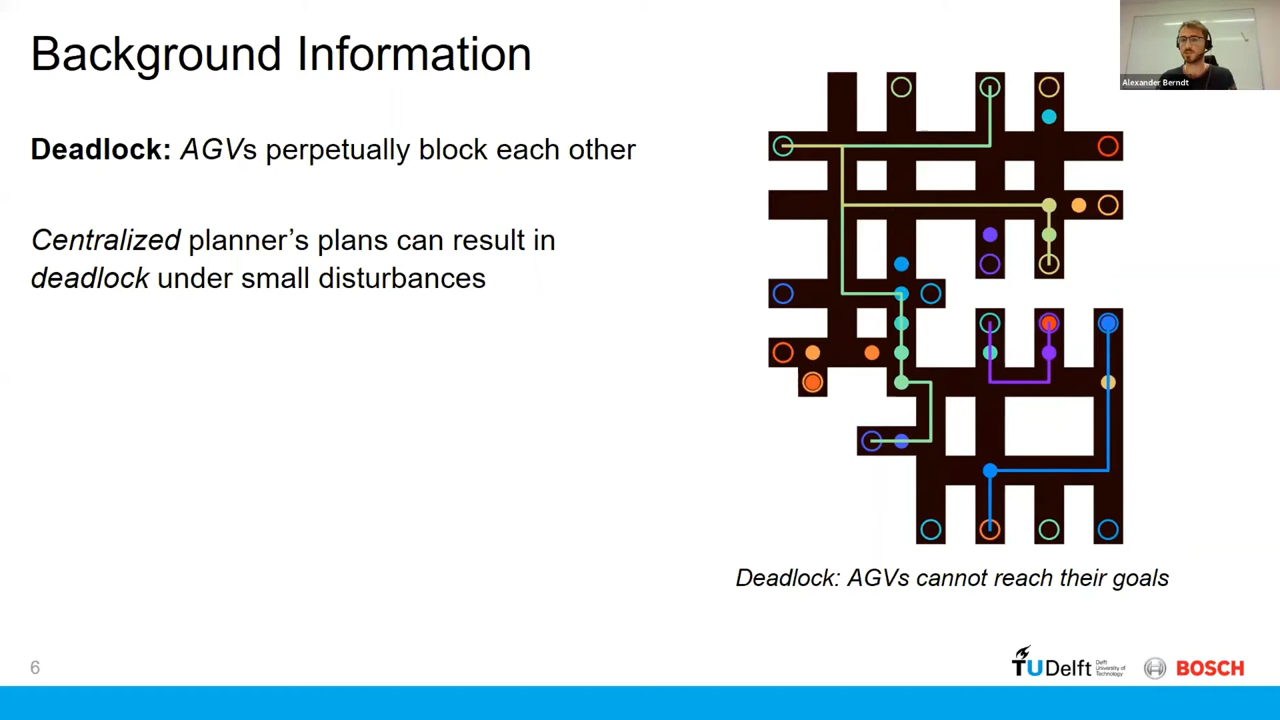 Background Information
Alexander Berndt
Deadlock: AGVs perpetually block each other
Centralized planner's plans can result in
deadlock under small disturbances
Deadlock: AGVs cannot reach their goals
6
TUDelft
Delft
University of
Technology
BOSCH